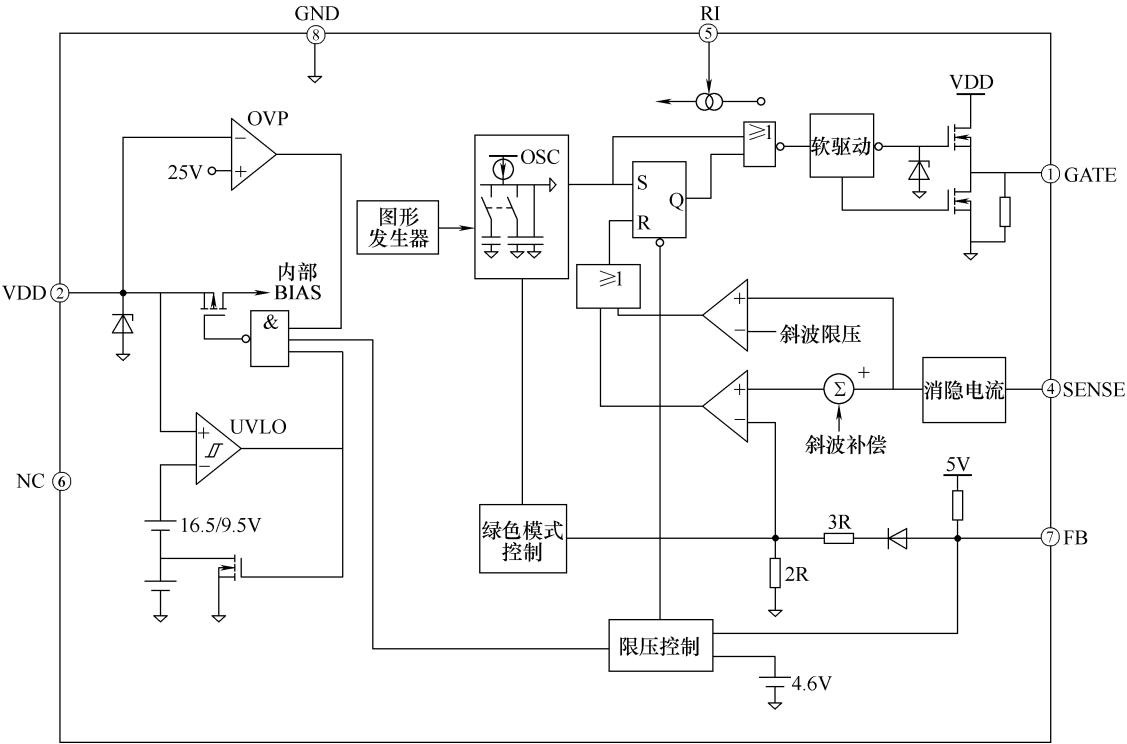 GND
⑧
RI
⑤
VDD
OVP
25V
−
+
OSC
图形
发生器
S
Q
R
≥1
软驱动
① GATE
≥1
VDD ②
内部
BIAS
&
+
−
斜波限压
+
−
Σ
+
斜波补偿
消隐电流
④ SENSE
UVLO
+
−
NC ⑥
16.5/9.5V
绿色模式
控制
5V
3R
⑦ FB
2R
限压控制
4.6V